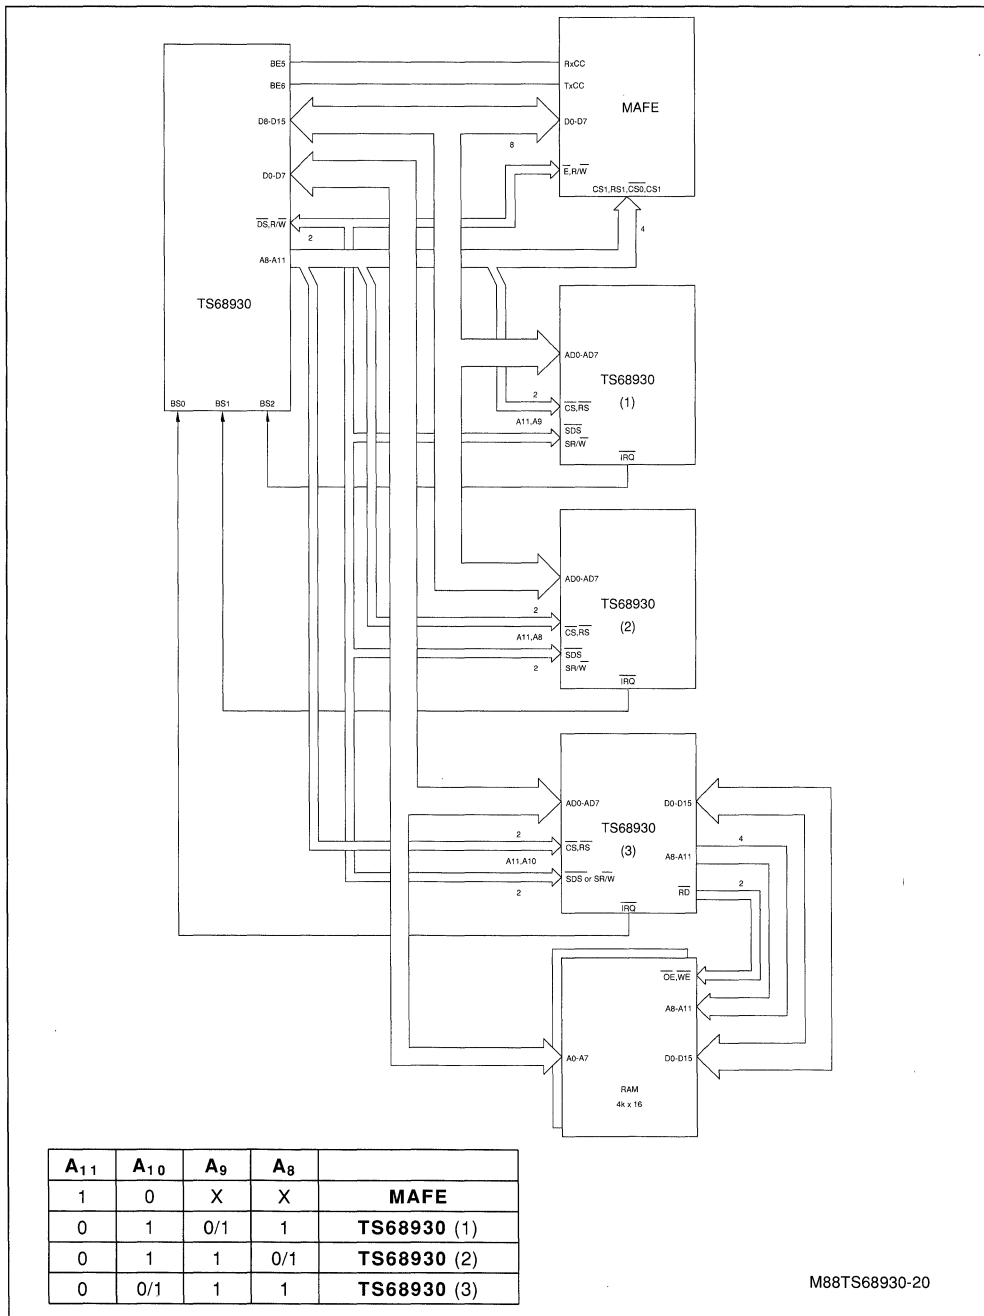 BE5
BE6
D8-D15
D0-D7
DS,R/W
2
A8-A11
TS68930
BS0 BS1 BS2
RxCC
TxCC
MAFE
D0-D7
8
E,R/W
CS1,RS1,CS0,CS1
4
AD0-AD7
TS68930
(1)
2
CS,RS
A11,A9
SDS
SR/W
IRQ
AD0-AD7
TS68930
(2)
2
CS,RS
A11,A8
SDS
2
SR/W
IRQ
AD0-AD7 D0-D15
TS68930
(3)
2
CS,RS
4
A8-A11
A11,A10
SDS or SR/W
2
RD
2
IRQ
OE,WE
A8-A11
A0-A7 D0-D15
RAM
4k x 16
A11 A10 A9 A8
1 0 X X MAFE
0 1 0/1 1 TS68930 (1)
0 1 1 0/1 TS68930 (2)
0 0/1 1 1 TS68930 (3)
M88TS68930-20